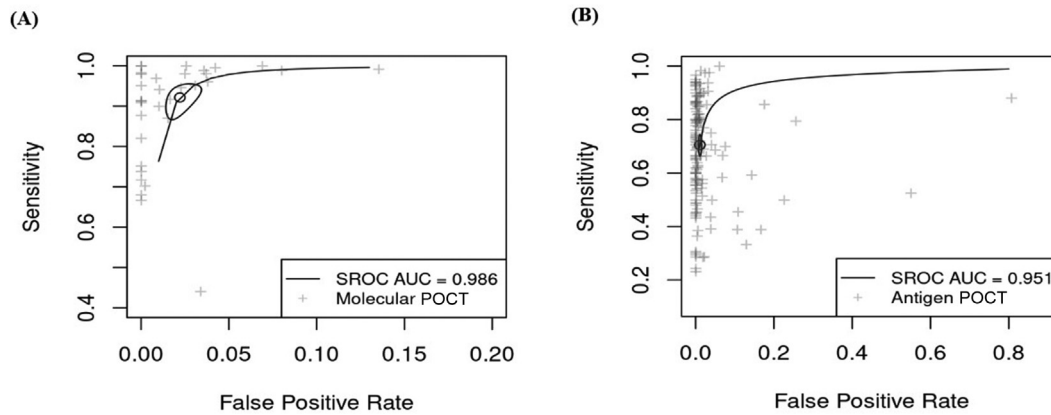 (A)
(B)
Sensitivity
1.0
0.8
0.6
0.4
SROC AUC = 0.986
Molecular POCT
0.00
0.05
0.10
0.15
0.20
False Positive Rate
Sensitivity
1.0
0.8
0.6
0.4
0.2
SROC AUC = 0.951
Antigen POCT
0.0
0.2
0.4
0.6
0.8
False Positive Rate